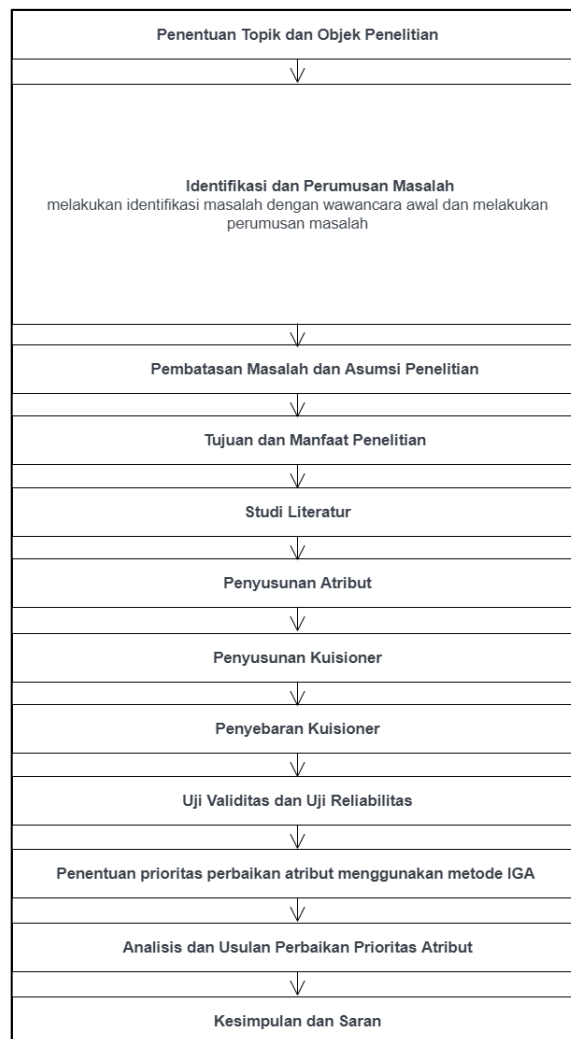 Penentuan Topik dan Objek Penelitian
Identifikasi dan Perumusan Masalah
melakukan identifikasi masalah dengan wawancara awal dan melakukan
perumusan masalah
Pembatasan Masalah dan Asumsi Penelitian
Tujuan dan Manfaat Penelitian
Studi Literatur
Penyusunan Atribut
Penyusunan Kuisioner
Penyebaran Kuisioner
Uji Validitas dan Uji Reliabilitas
Penentuan prioritas perbaikan atribut menggunakan metode IGA
Analisis dan Usulan Perbaikan Prioritas Atribut
Kesimpulan dan Saran